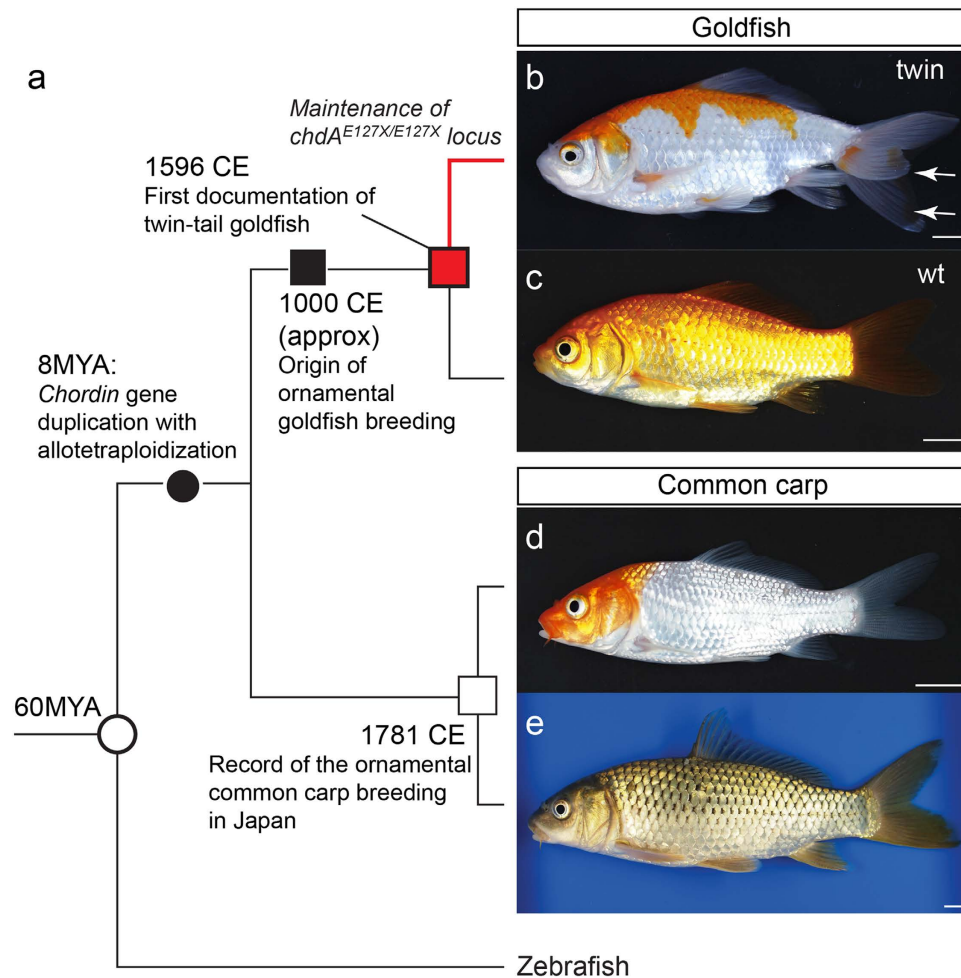 Goldfish
a
b
twin
Maintenance of
chdA^E127X/E127X locus
1596 CE
First documentation of
twin-tail goldfish
c
wt
1000 CE
(approx)
Origin of
ornamental
goldfish breeding
8MYA:
Chordin gene
duplication with
allotetraploidization
Common carp
d
60MYA
e
1781 CE
Record of the ornamental
common carp breeding
in Japan
Zebrafish